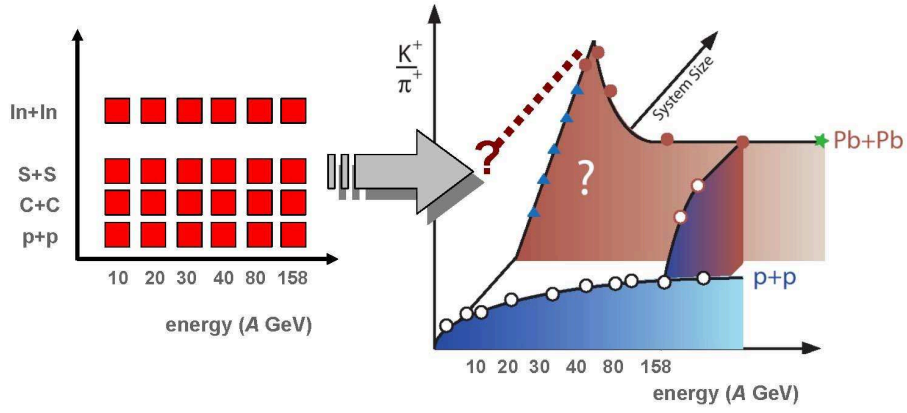 In+In
S+S
C+C
p+p
10 20 30 40 80 158
energy (A GeV)
K+
π+
System Size
?
?
Pb+Pb
p+p
10 20 30 40 80 158
energy (A GeV)